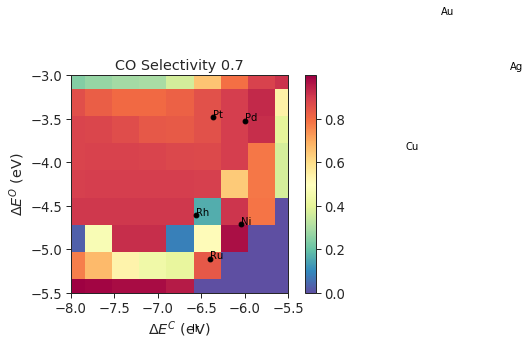 Au
CO Selectivity 0.7
Ag
−3.0
−3.5
−4.0
−4.5
−5.0
−5.5
ΔE^O (eV)
Pt
Pd
Cu
Rh
Ni
Ru
0.8
0.6
0.4
0.2
0.0
−8.0 −7.5 −7.0 −6.5 −6.0 −5.5
ΔE^C (eV)
Ir